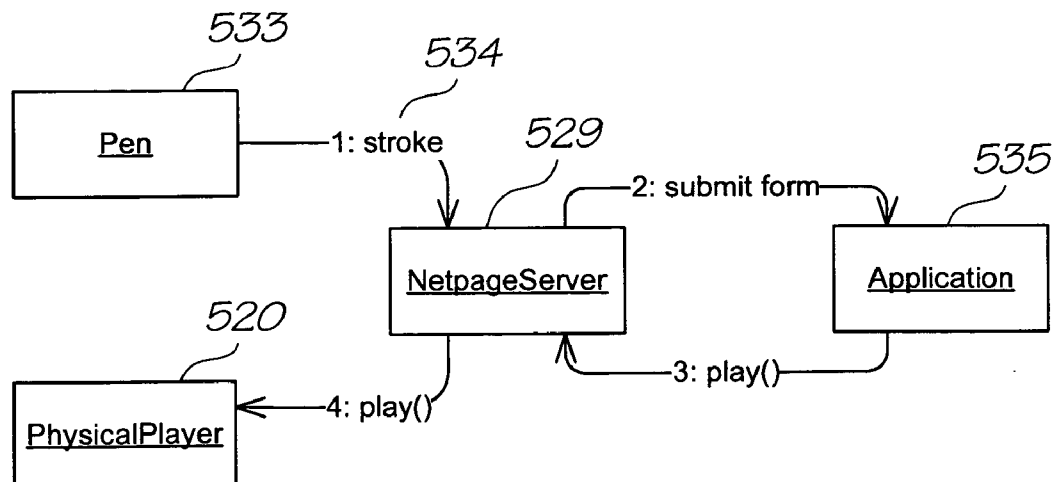 533
534
Pen
1: stroke
529
2: submit form
535
NetpageServer
Application
520
3: play()
4: play()
PhysicalPlayer